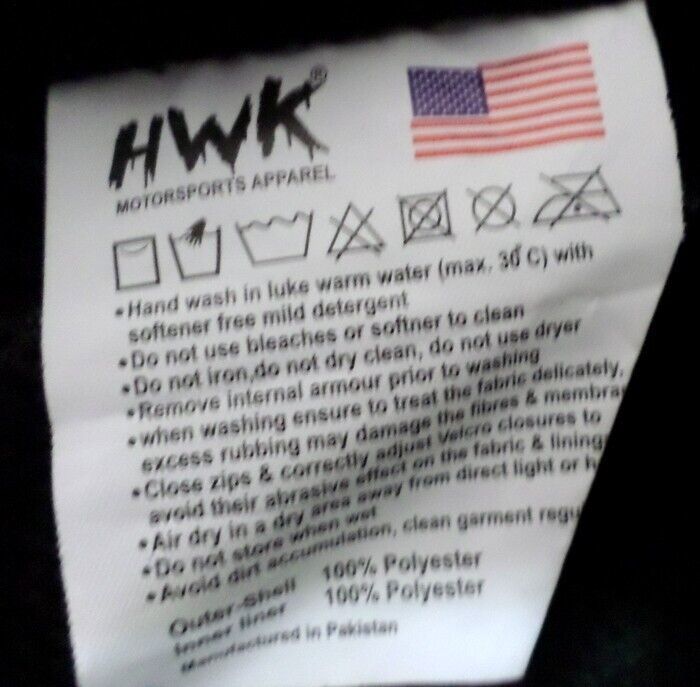 HWK®
MOTORSPORTS APPAREL
•Hand wash in luke warm water (max. 30°C) with
softener free mild detergent
•Do not use bleaches or softner to clean
•Do not iron,do not dry clean, do not use dryer
•Remove internal armour prior to washing
•when washing ensure to treat the fabric delicately,
excess rubbing may damage the fibres & membra
•Close zips & correctly adjust Velcro closures to
avoid their abrasive effect on the fabric & lining
•Air dry in a dry area away from direct light or h
•Do not store when wet
•Avoid dirt accumulation, clean garment regu
Outer-Shell 100% Polyester
Inner liner 100% Polyester
Manufactured in Pakistan